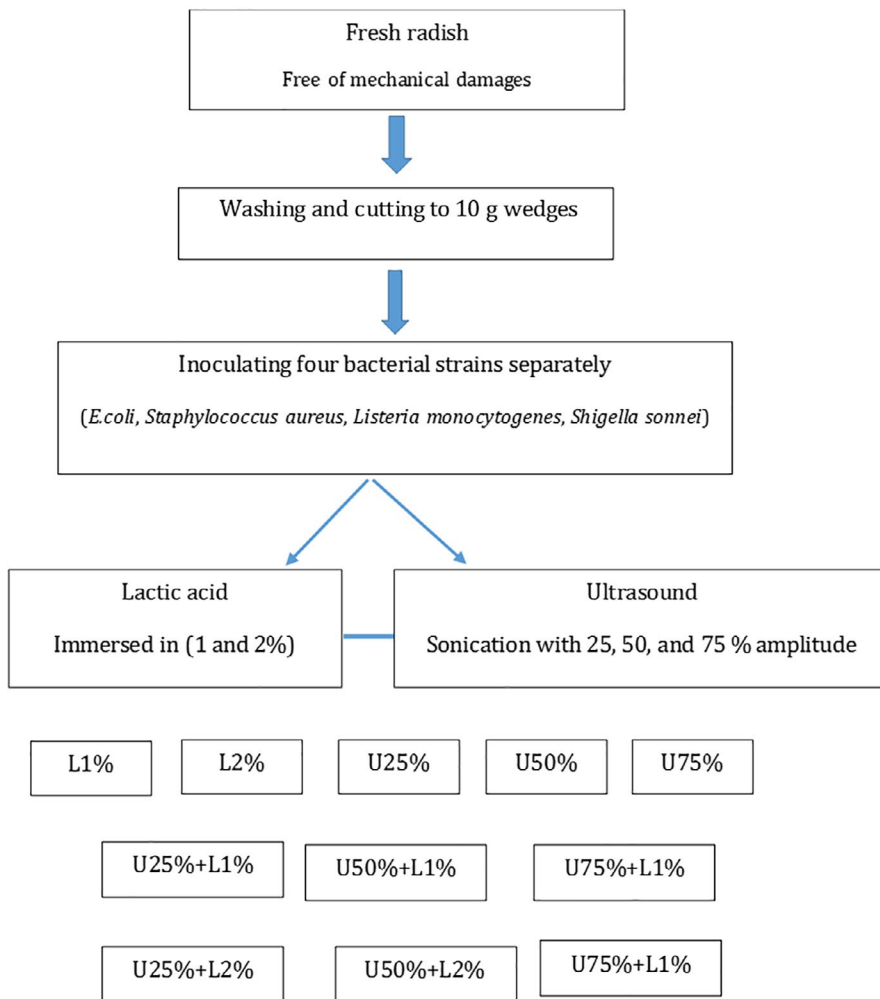 Fresh radish
Free of mechanical damages
Washing and cutting to 10 g wedges
Inoculating four bacterial strains separately
(E.coli, Staphylococcus aureus, Listeria monocytogenes, Shigella sonnei)
Lactic acid
Immersed in (1 and 2%)
Ultrasound
Sonication with 25, 50, and 75 % amplitude
L1%
L2%
U25%
U50%
U75%
U25%+L1%
U50%+L1%
U75%+L1%
U25%+L2%
U50%+L2%
U75%+L1%